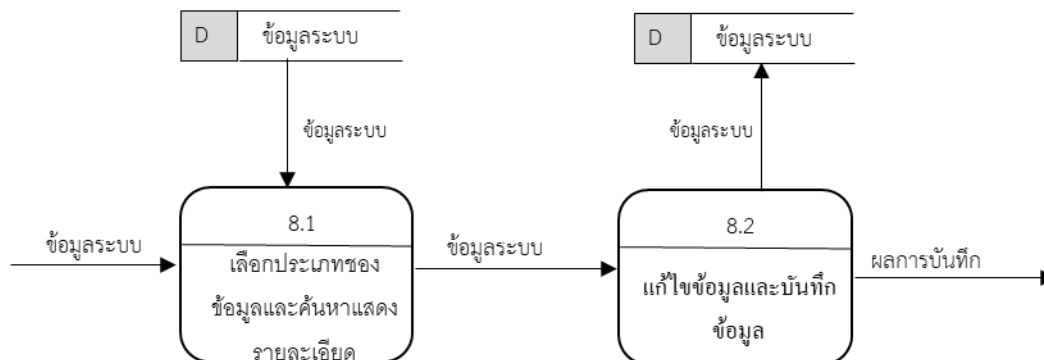 D ข้อมูลระบบ
D ข้อมูลระบบ
ข้อมูลระบบ
ข้อมูลระบบ
8.1
8.2
ข้อมูลระบบ
ข้อมูลระบบ
ผลการบันทึก
เลือกประเภทของ
ข้อมูลและค้นหาแสดง
รายละเอียด
แก้ไขข้อมูลและบันทึก
ข้อมูล